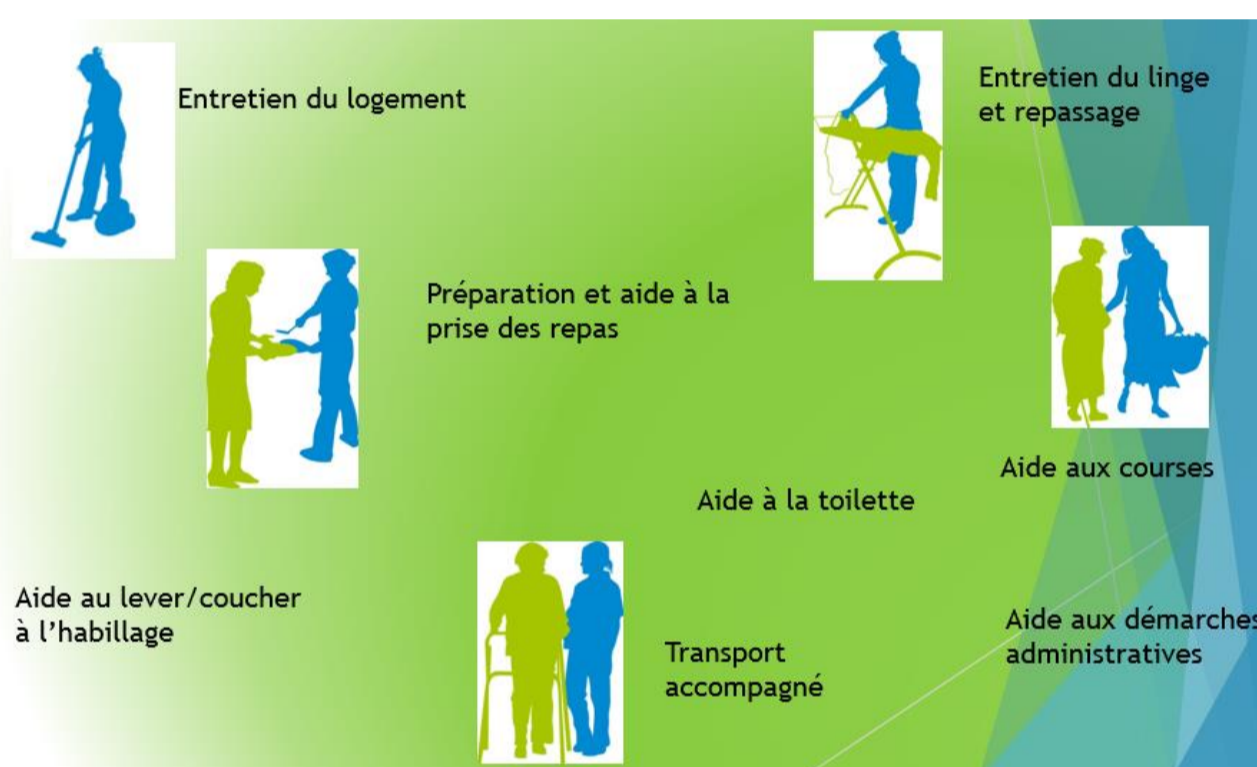 Entretien du logement
Entretien du linge
et repassage
Préparation et aide à la
prise des repas
Aide aux courses
Aide à la toilette
Aide au lever/coucher
à l’habillage
Transport
accompagné
Aide aux démarches
administratives